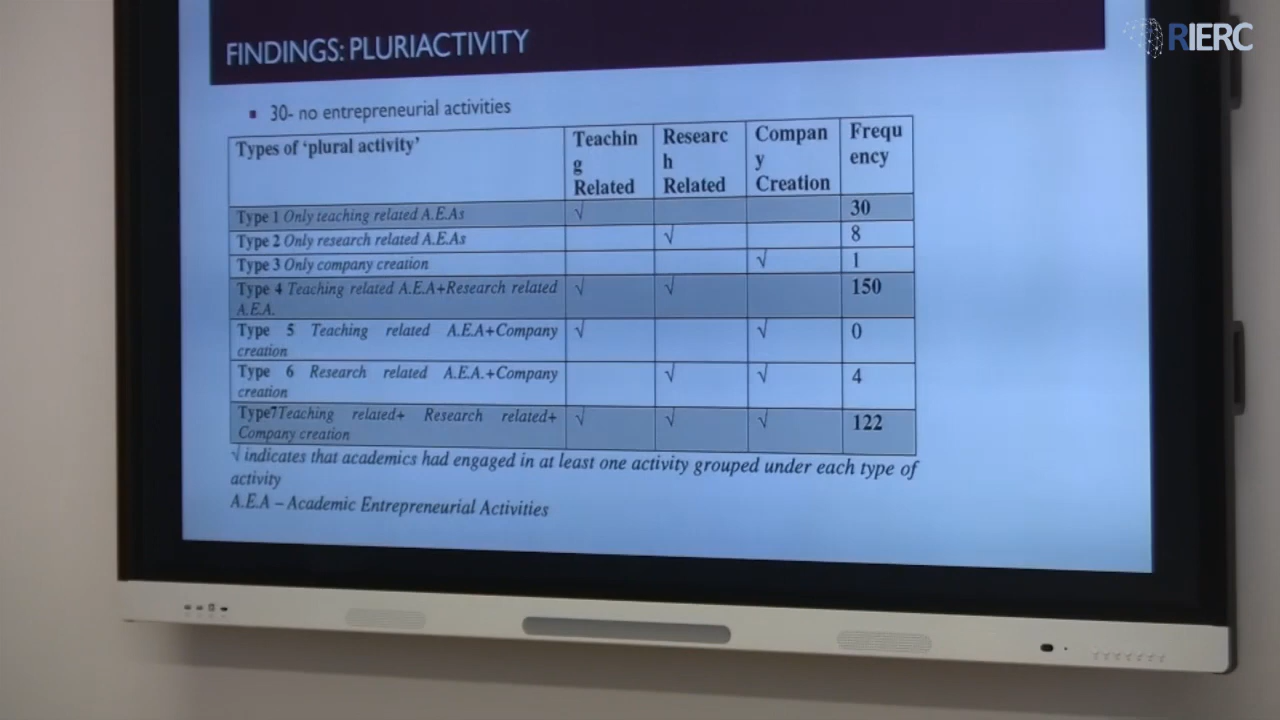 RIERC
FINDINGS: PLURIACTIVITY
30- no entrepreneurial activities
Types of ‘plural activity’ Teachin Researc Compan Frequ
g h y ency
Related Related Creation
Type 1 Only teaching related A.E.As √ 30
Type 2 Only research related A.E.As √ 8
Type 3 Only company creation √ 1
Type 4 Teaching related A.E.A+Research related √ √ 150
A.E.A.
Type 5 Teaching related A.E.A+Company √ √ 0
creation
Type 6 Research related A.E.A.+Company √ √ 4
creation
Type7Teaching related+ Research related+ √ √ √ 122
Company creation
√ indicates that academics had engaged in at least one activity grouped under each type of
activity
A.E.A – Academic Entrepreneurial Activities